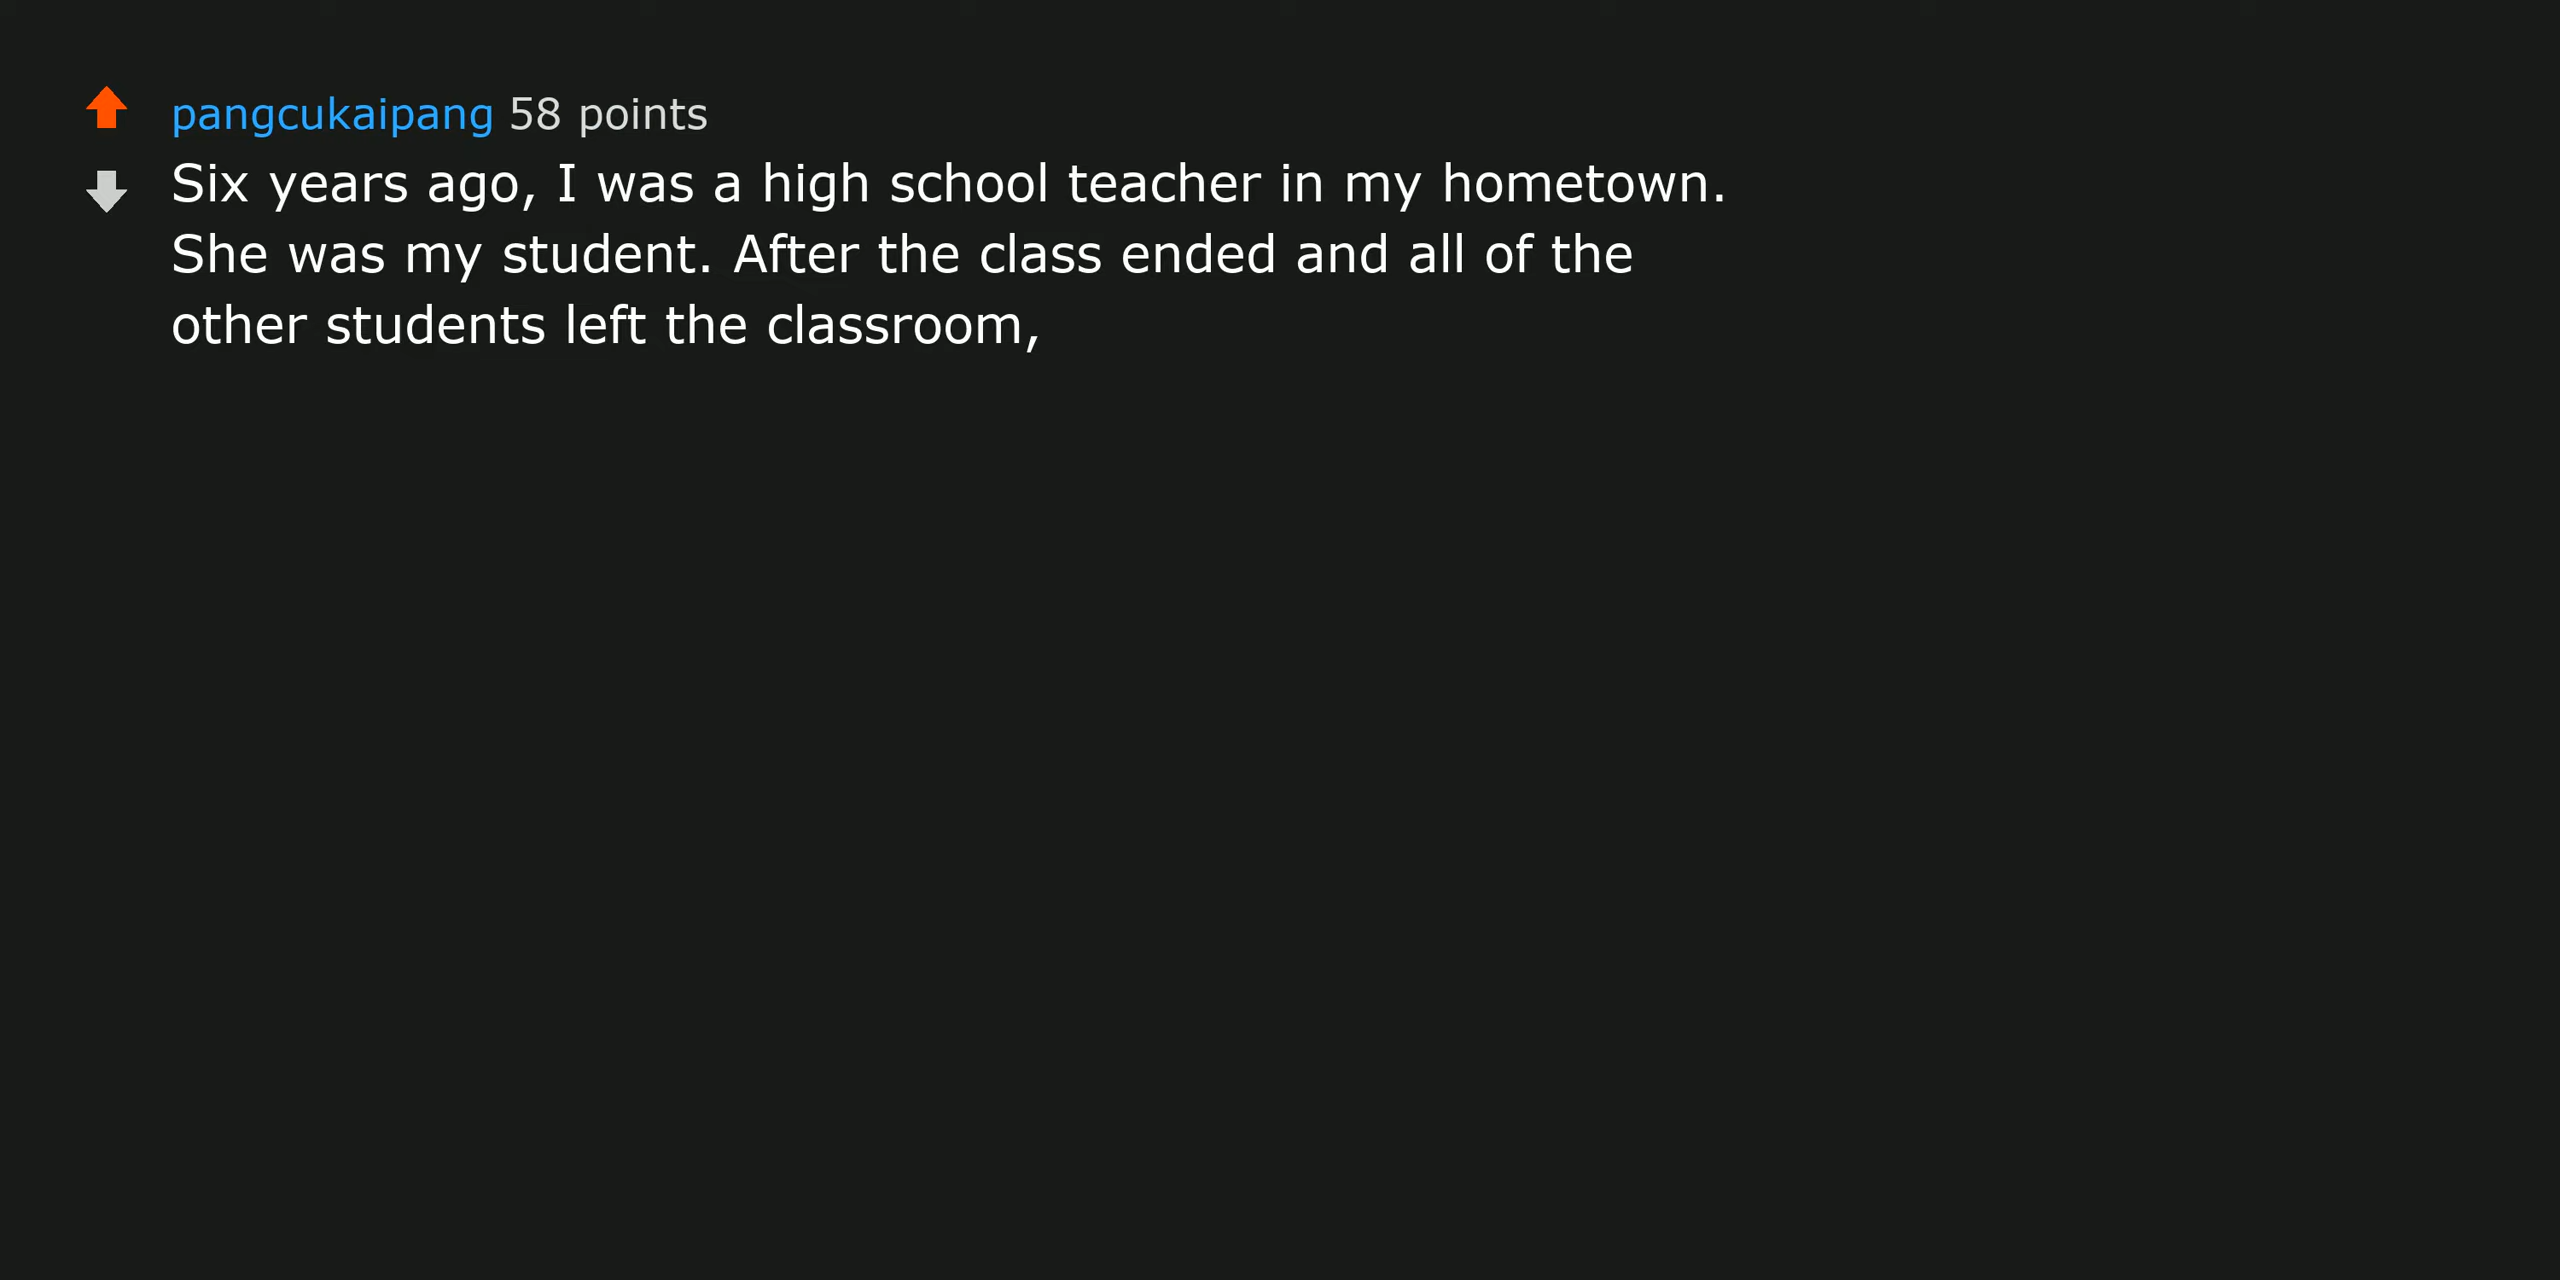 pangcukaipang 58 points
Six years ago, I was a high school teacher in my hometown.
She was my student. After the class ended and all of the
other students left the classroom,